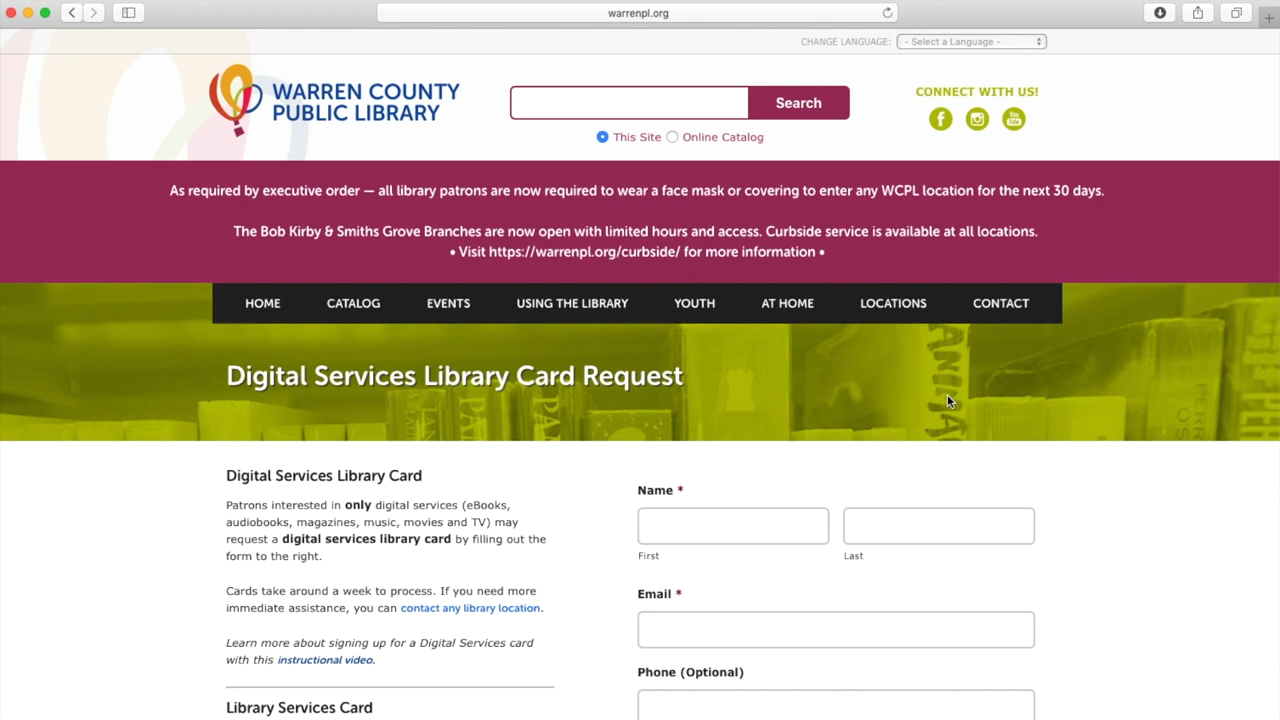 warrenpl.org
CHANGE LANGUAGE: - Select a Language -
WARREN COUNTY
PUBLIC LIBRARY
Search
This Site Online Catalog
CONNECT WITH US!
You
Tube
As required by executive order — all library patrons are now required to wear a face mask or covering to enter any WCPL location for the next 30 days.
The Bob Kirby & Smiths Grove Branches are now open with limited hours and access. Curbside service is available at all locations.
• Visit https://warrenpl.org/curbside/ for more information •
HOME CATALOG EVENTS USING THE LIBRARY YOUTH AT HOME LOCATIONS CONTACT
Digital Services Library Card Request
Digital Services Library Card
Patrons interested in only digital services (eBooks,
audiobooks, magazines, music, movies and TV) may
request a digital services library card by filling out the
form to the right.
Cards take around a week to process. If you need more
immediate assistance, you can contact any library location.
Learn more about signing up for a Digital Services card
with this instructional video.
Library Services Card
Name *
First Last
Email *
Phone (Optional)